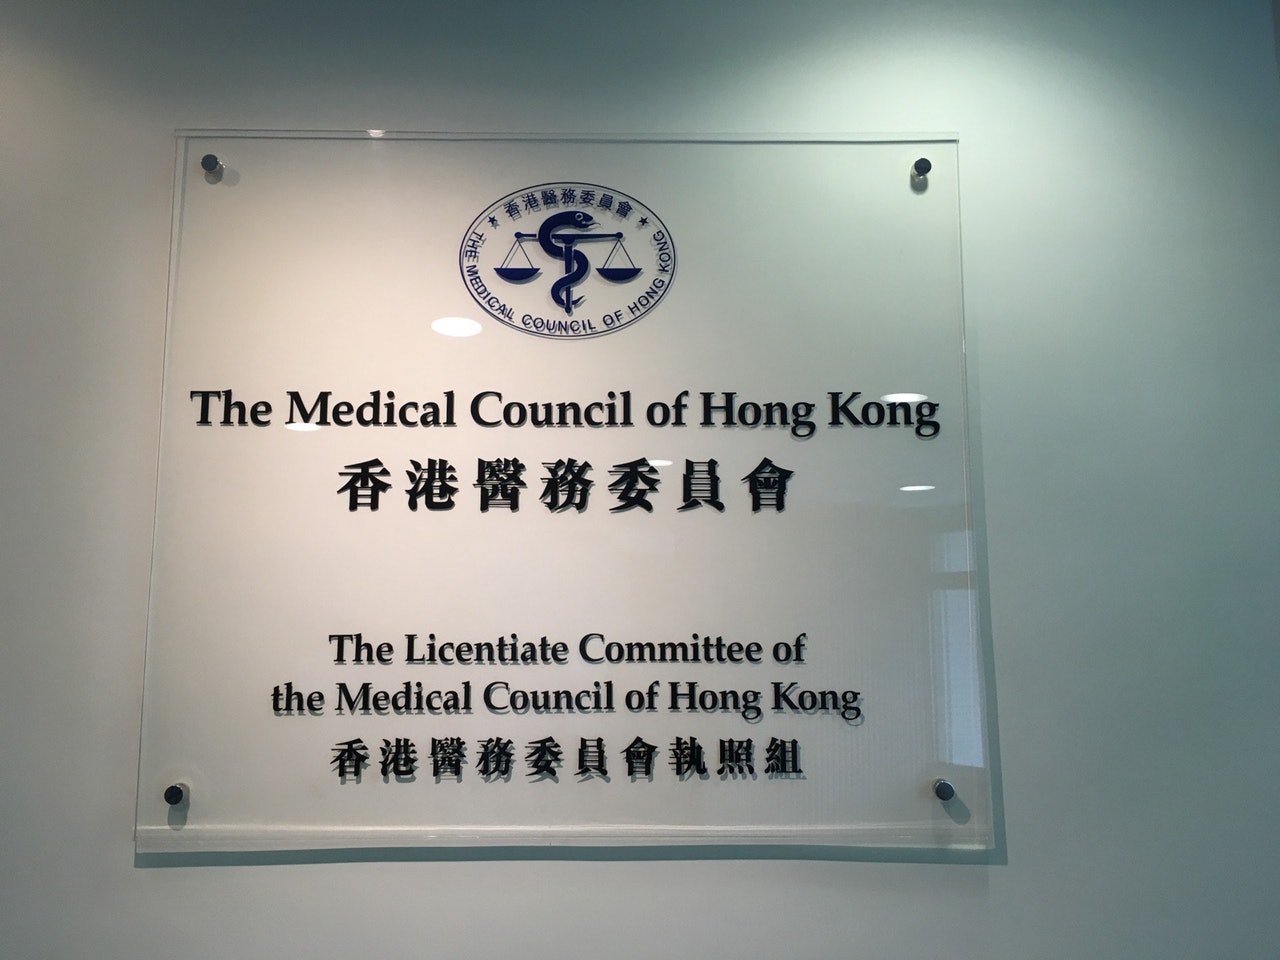 香港醫務委員會
THE MEDICAL COUNCIL OF HONG KONG
The Medical Council of Hong Kong
香港醫務委員會
The Licentiate Committee of
the Medical Council of Hong Kong
香港醫務委員會執照組